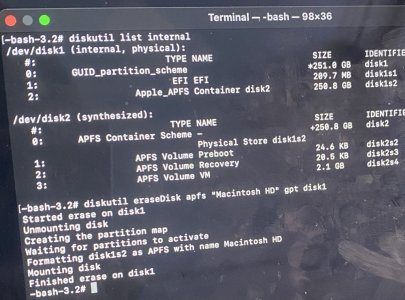 Terminal — -bash — 98×36
[-bash-3.2# diskutil list internal
/dev/disk1 (internal, physical):
#: TYPE NAME SIZE IDENTIFIE
0: GUID_partition_scheme *251.0 GB disk1
1: EFI EFI 209.7 MB disk1s1
2: Apple_APFS Container disk2 250.8 GB disk1s2
/dev/disk2 (synthesized):
#: TYPE NAME SIZE IDENTIFIE
0: APFS Container Scheme - +250.8 GB disk2
Physical Store disk1s2
1: APFS Volume Preboot 24.6 KB disk2s2
2: APFS Volume Recovery 20.5 KB disk2s3
3: APFS Volume VM 2.1 GB disk2s4
[-bash-3.2# diskutil eraseDisk apfs "Macintosh HD" gpt disk1
Started erase on disk1
Unmounting disk
Creating the partition map
Waiting for partitions to activate
Formatting disk1s2 as APFS with name Macintosh HD
Mounting disk
Finished erase on disk1
-bash-3.2#